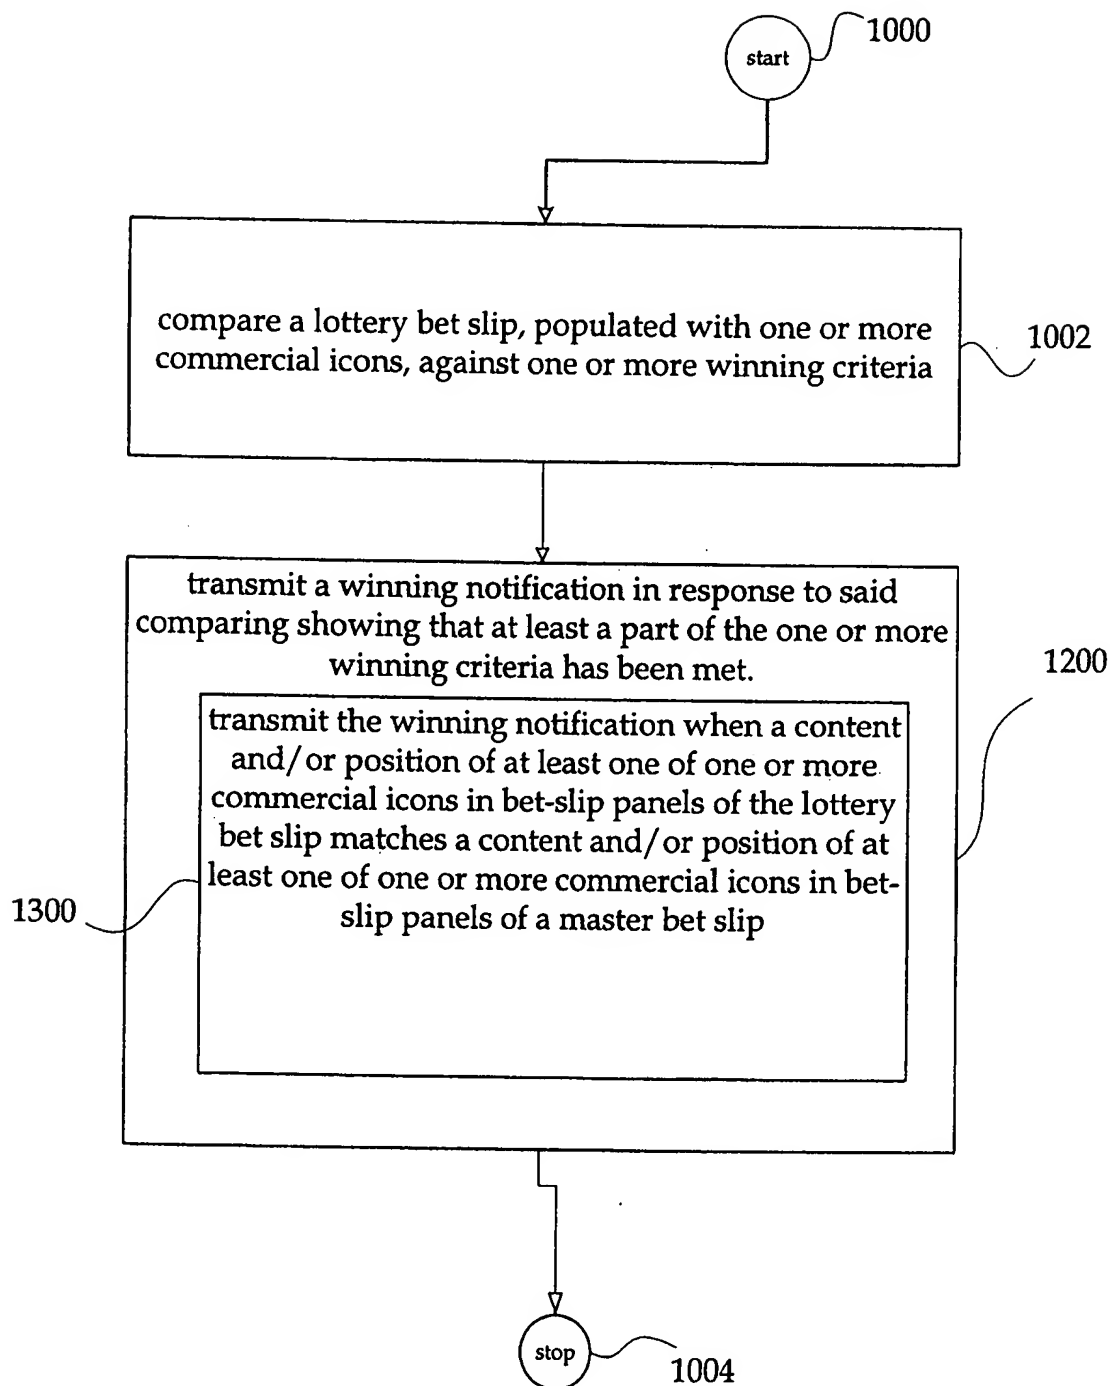 1000
start
compare a lottery bet slip, populated with one or more
commercial icons, against one or more winning criteria
1002
transmit a winning notification in response to said
comparing showing that at least a part of the one or more
winning criteria has been met.
1200
transmit the winning notification when a content
and/or position of at least one of one or more
commercial icons in bet-slip panels of the lottery
bet slip matches a content and/or position of at
least one of one or more commercial icons in bet-
slip panels of a master bet slip
1300
stop
1004